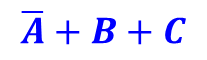 A̅ + B + C